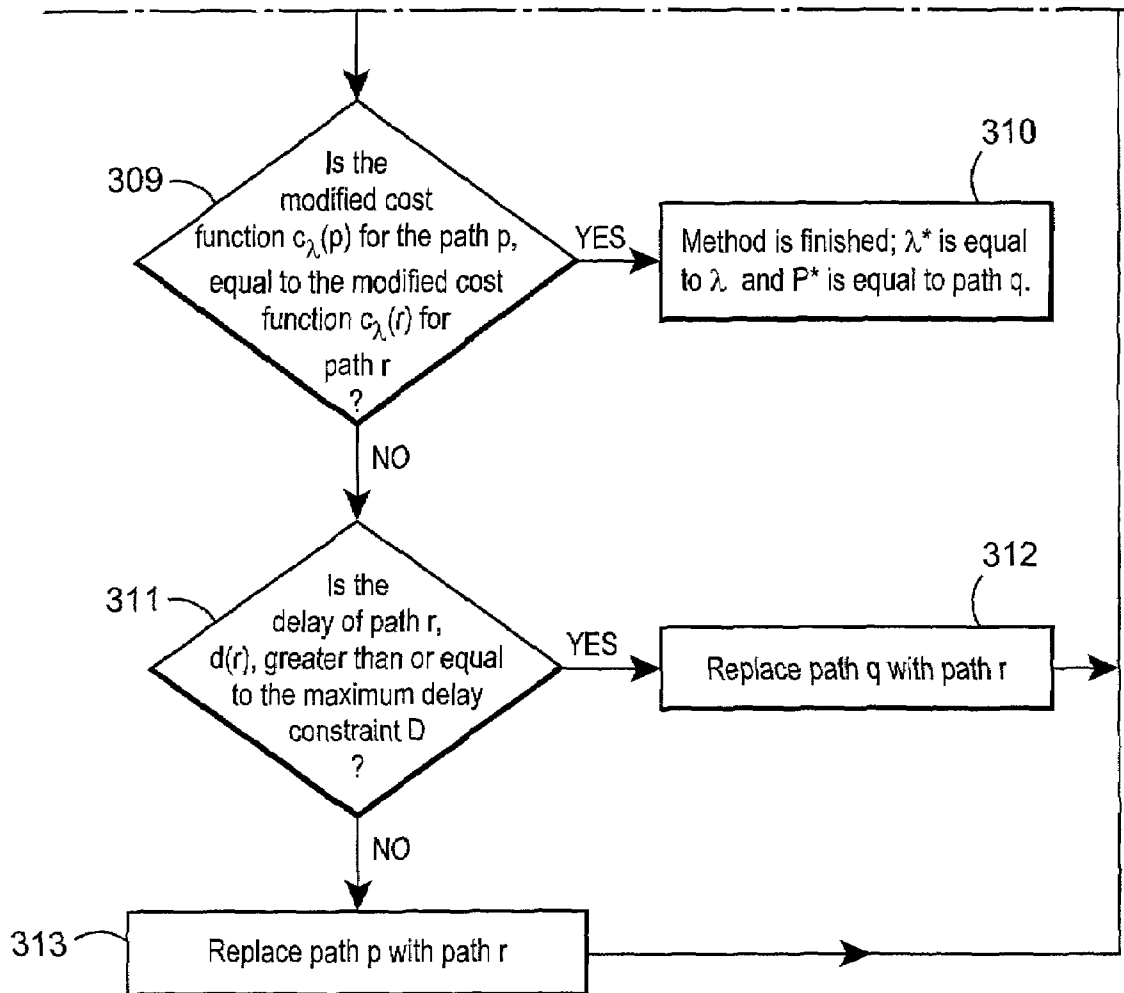 309
Is the
modified cost
function cλ(p) for the path p,
equal to the modified cost
function cλ(r) for
path r
?
YES
310
Method is finished; λ* is equal
to λ and P* is equal to path q.
NO
311
Is the
delay of path r,
d(r), greater than or equal
to the maximum delay
constraint D
?
YES
312
Replace path q with path r
NO
313
Replace path p with path r